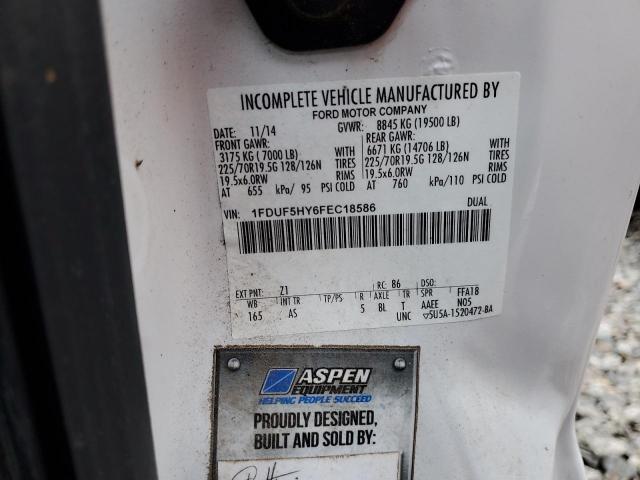 INCOMPLETE VEHICLE MANUFACTURED BY
FORD MOTOR COMPANY
DATE: 11/14 GVWR: 8845 KG (19500 LB)
FRONT GAWR: REAR GAWR:
3175 KG (7000 LB) WITH 6671 KG (14706 LB) WITH
225/70R19.5G 128/126N TIRES 225/70R19.5G 128/126N TIRES
19.5x6.0RW RIMS 19.5x6.0RW RIMS
AT 655 kPa/ 95 PSI COLD AT 760 kPa/110 PSI COLD
VIN: 1FDUF5HY6FEC18586 DUAL
EXT PNT: Z1 RC: 86 DSO:
WB INT TR TP/PS R AXLE TR SPR FFA18
165 AS 5 BL T AAEE N05
UNC ▽5U5A-1520472-BA
ASPEN
EQUIPMENT
HELPING PEOPLE SUCCEED
PROUDLY DESIGNED,
BUILT AND SOLD BY: